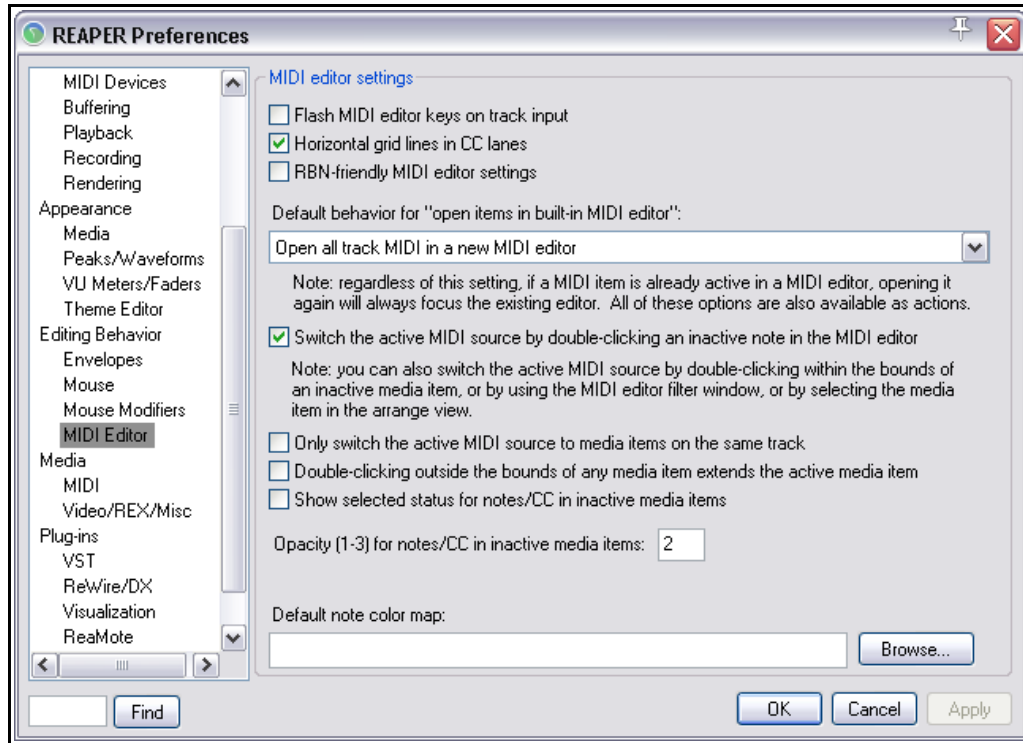 REAPER Preferences
MIDI Devices
Buffering
Playback
Recording
Rendering
Appearance
Media
Peaks/Waveforms
VU Meters/Faders
Theme Editor
Editing Behavior
Envelopes
Mouse
Mouse Modifiers
MIDI Editor
Media
MIDI
Video/REX/Misc
Plug-ins
VST
ReWire/DX
Visualization
ReaMote
Find
MIDI editor settings
Flash MIDI editor keys on track input
Horizontal grid lines in CC lanes
RBN-friendly MIDI editor settings
Default behavior for "open items in built-in MIDI editor":
Open all track MIDI in a new MIDI editor
Note: regardless of this setting, if a MIDI item is already active in a MIDI editor, opening it
again will always focus the existing editor. All of these options are also available as actions.
Switch the active MIDI source by double-clicking an inactive note in the MIDI editor
Note: you can also switch the active MIDI source by double-clicking within the bounds of
an inactive media item, or by using the MIDI editor filter window, or by selecting the media
item in the arrange view.
Only switch the active MIDI source to media items on the same track
Double-clicking outside the bounds of any media item extends the active media item
Show selected status for notes/CC in inactive media items
Opacity (1-3) for notes/CC in inactive media items: 2
Default note color map:
Browse...
OK Cancel Apply